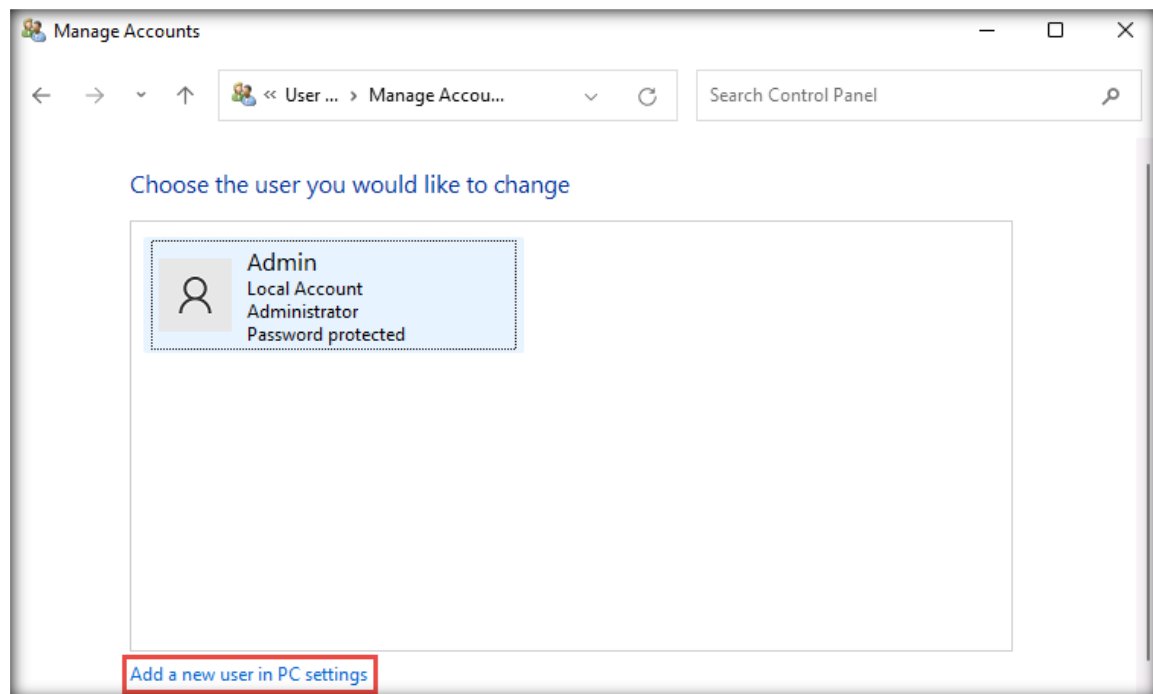 Manage Accounts
« User ... › Manage Accou...
Search Control Panel
Choose the user you would like to change
Admin
Local Account
Administrator
Password protected
Add a new user in PC settings